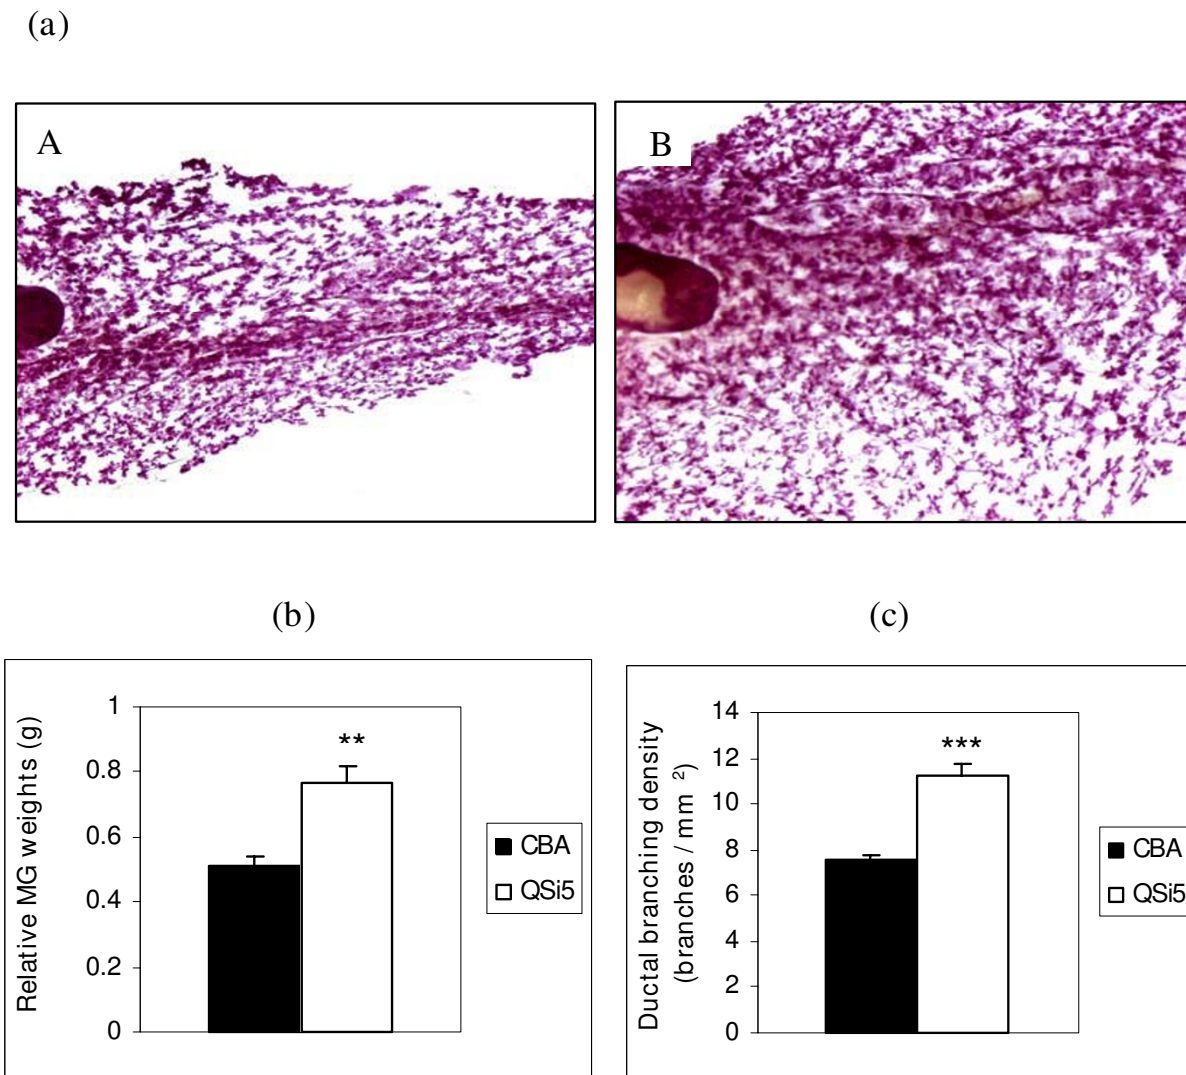 (a)
A
B
(b)
(c)
Relative MG weights (g)
1
0.8
0.6
0.4
0.2
0
**
CBA
QSi5
Ductal branching density
(branches / mm ²)
14
12
10
8
6
4
2
0
***
CBA
QSi5